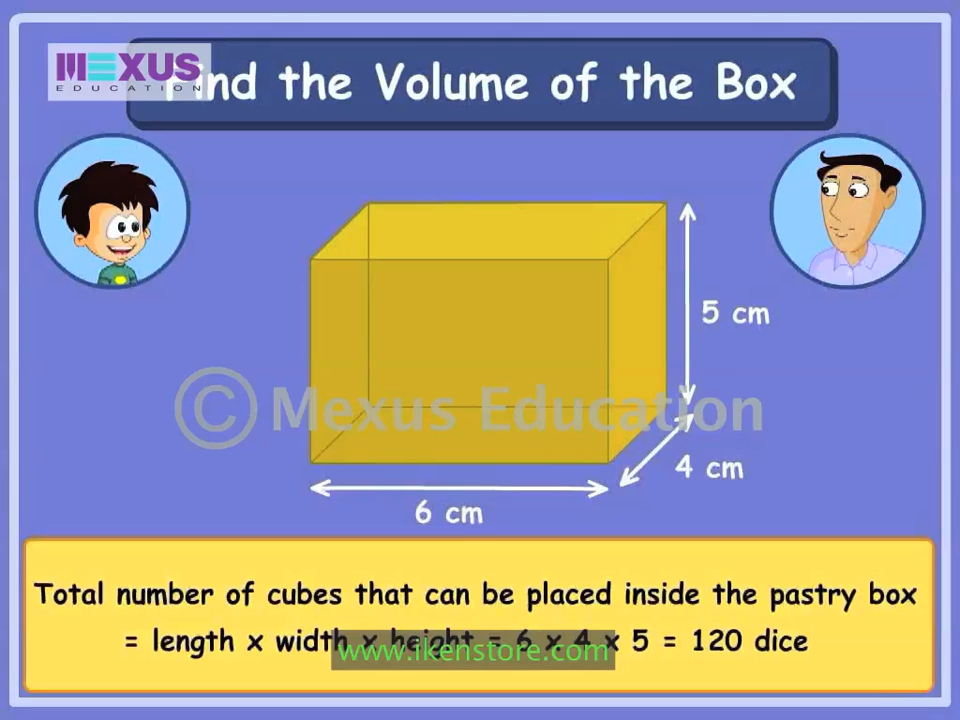 MEXUS
EDUCATION
Find the Volume of the Box
5 cm
© Mexus Education
4 cm
6 cm
Total number of cubes that can be placed inside the pastry box
= length x width x height = 6 x 4 x 5 = 120 dice
www.ikenstore.com